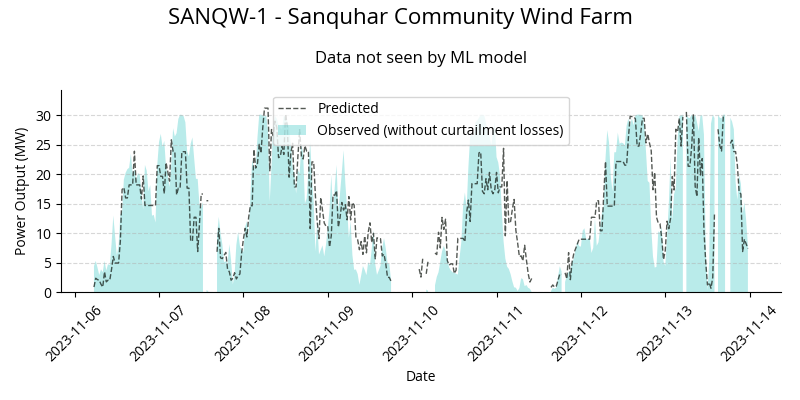 SANQW-1 - Sanquhar Community Wind Farm
Data not seen by ML model
Predicted
Observed (without curtailment losses)
Power Output (MW)
30
25
20
15
10
5
0
2023-11-06
2023-11-07
2023-11-08
2023-11-09
2023-11-10
2023-11-11
2023-11-12
2023-11-13
2023-11-14
Date